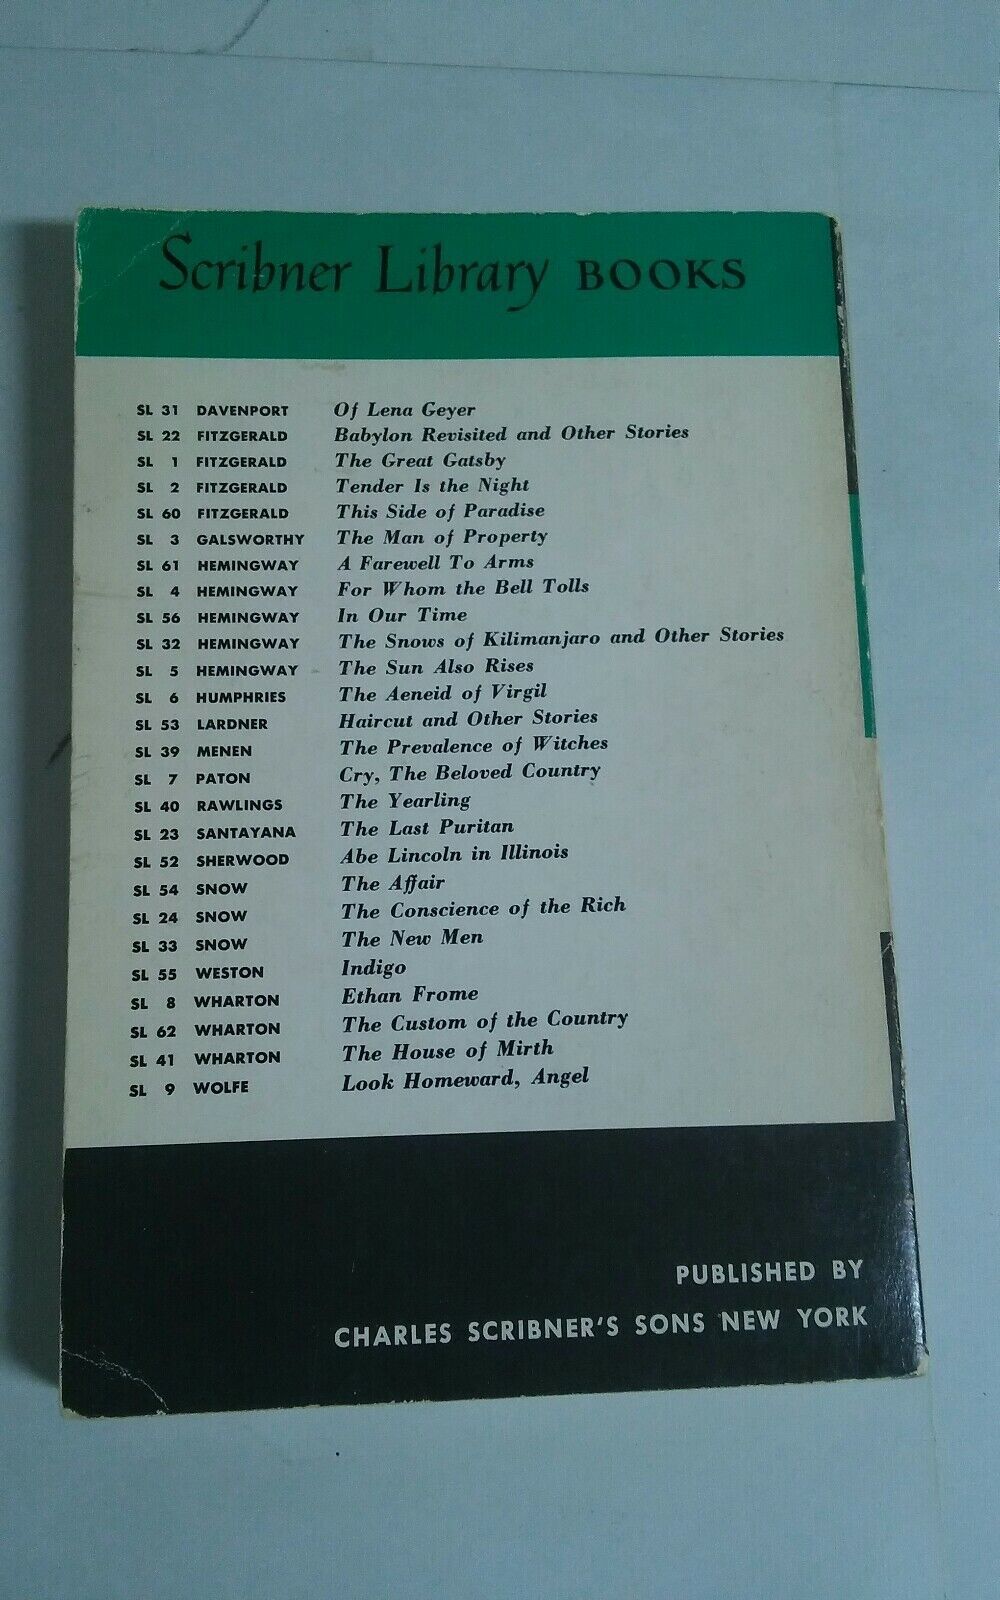 Scribner Library BOOKS
SL 31 DAVENPORT Of Lena Geyer
SL 22 FITZGERALD Babylon Revisited and Other Stories
SL 1 FITZGERALD The Great Gatsby
SL 2 FITZGERALD Tender Is the Night
SL 60 FITZGERALD This Side of Paradise
SL 3 GALSWORTHY The Man of Property
SL 61 HEMINGWAY A Farewell To Arms
SL 4 HEMINGWAY For Whom the Bell Tolls
SL 56 HEMINGWAY In Our Time
SL 32 HEMINGWAY The Snows of Kilimanjaro and Other Stories
SL 5 HEMINGWAY The Sun Also Rises
SL 6 HUMPHRIES The Aeneid of Virgil
SL 53 LARDNER Haircut and Other Stories
SL 39 MENEN The Prevalence of Witches
SL 7 PATON Cry, The Beloved Country
SL 40 RAWLINGS The Yearling
SL 23 SANTAYANA The Last Puritan
SL 52 SHERWOOD Abe Lincoln in Illinois
SL 54 SNOW The Affair
SL 24 SNOW The Conscience of the Rich
SL 33 SNOW The New Men
SL 55 WESTON Indigo
SL 8 WHARTON Ethan Frome
SL 62 WHARTON The Custom of the Country
SL 41 WHARTON The House of Mirth
SL 9 WOLFE Look Homeward, Angel
PUBLISHED BY
CHARLES SCRIBNER'S SONS NEW YORK